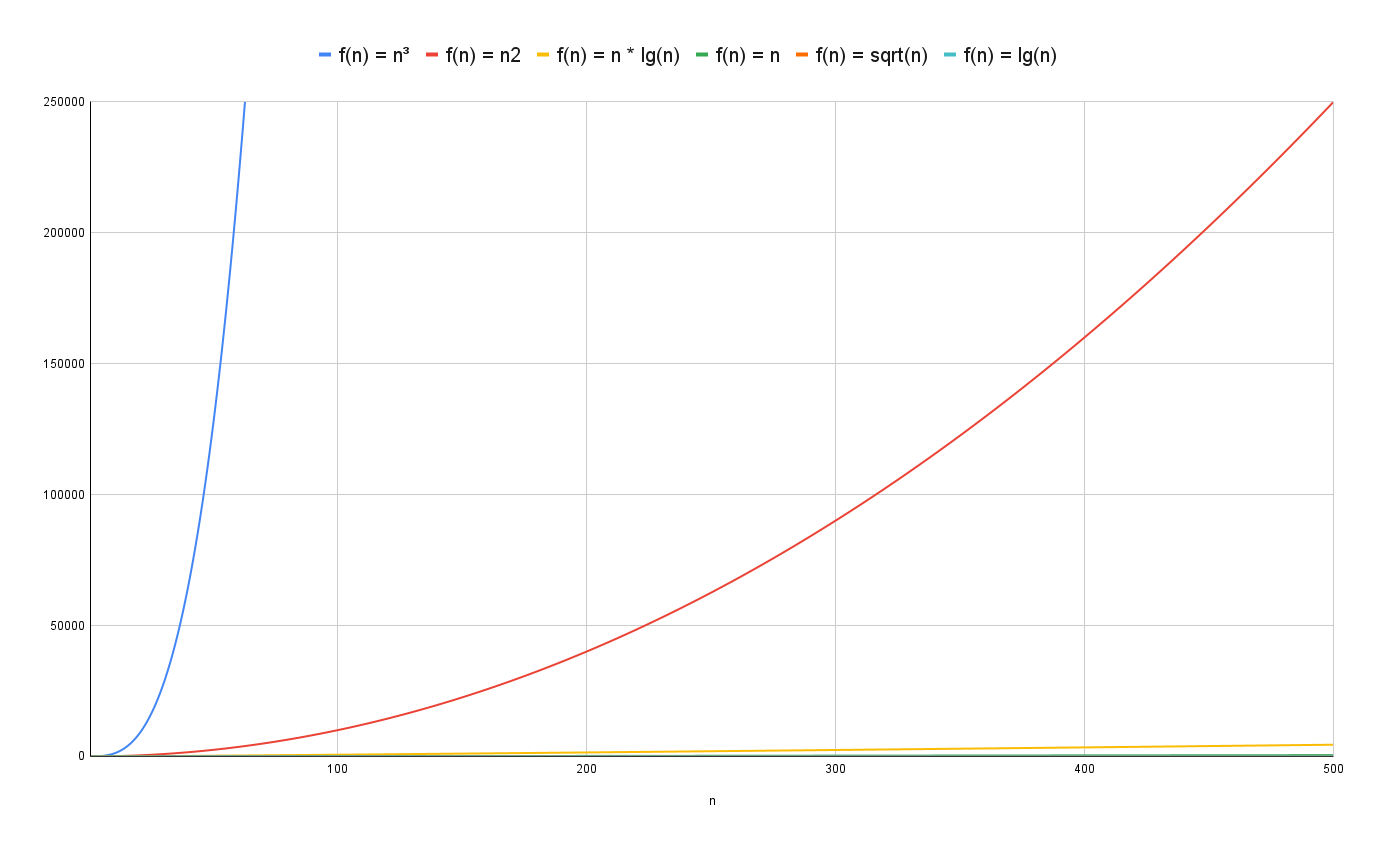 f(n) = n³ f(n) = n2 f(n) = n * lg(n) f(n) = n f(n) = sqrt(n) f(n) = lg(n)
250000
200000
150000
100000
50000
0
100 200 300 400 500
n